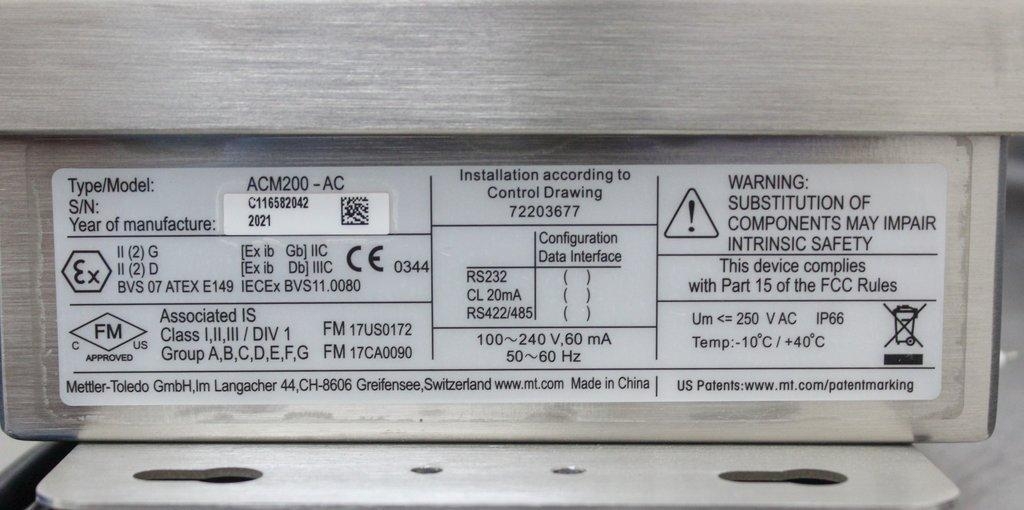 Type/Model: ACM200 - AC
S/N: C116582042
Year of manufacture: 2021
Ex
II (2) G [Ex ib Gb] IIC
II (2) D [Ex ib Db] IIIC
CE 0344
BVS 07 ATEX E149 IECEx BVS11.0080
FM
C US
APPROVED
Associated IS
Class I,II,III / DIV 1 FM 17US0172
Group A,B,C,D,E,F,G FM 17CA0090
Installation according to
Control Drawing
72203677
Configuration
Data Interface
RS232 ( )
CL 20mA ( )
RS422/485 ( )
100～240 V,60 mA
50～60 Hz
WARNING:
SUBSTITUTION OF
COMPONENTS MAY IMPAIR
INTRINSIC SAFETY
This device complies
with Part 15 of the FCC Rules
Um <= 250 V AC IP66
Temp:-10°C / +40°C
Mettler-Toledo GmbH,Im Langacher 44,CH-8606 Greifensee,Switzerland www.mt.com Made in China
US Patents:www.mt.com/patentmarking